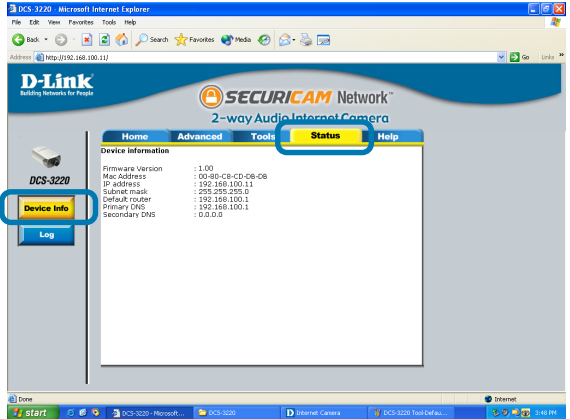 DCS-3220 - Microsoft Internet Explorer
File Edit View Favorites Tools Help
Back Search Favorites Media
Address http://192.168.100.11/ Go Links »
D-Link
Building Networks for People
SECURICAM Network™
2-way Audio Internet Camera
Home Advanced Tools Status Help
DCS-3220
Device Info
Log
Device information
Firmware Version : 1.00
Mac Address : 00-80-C8-CD-DB-DB
IP address : 192.168.100.11
Subnet mask : 255.255.255.0
Default router : 192.168.100.1
Primary DNS : 192.168.100.1
Secondary DNS : 0.0.0.0
Done Internet
start DCS-3220 - Microsoft... DCS-3220 Internet Camera DCS-3220 Tool-Defau... 3:48 PM